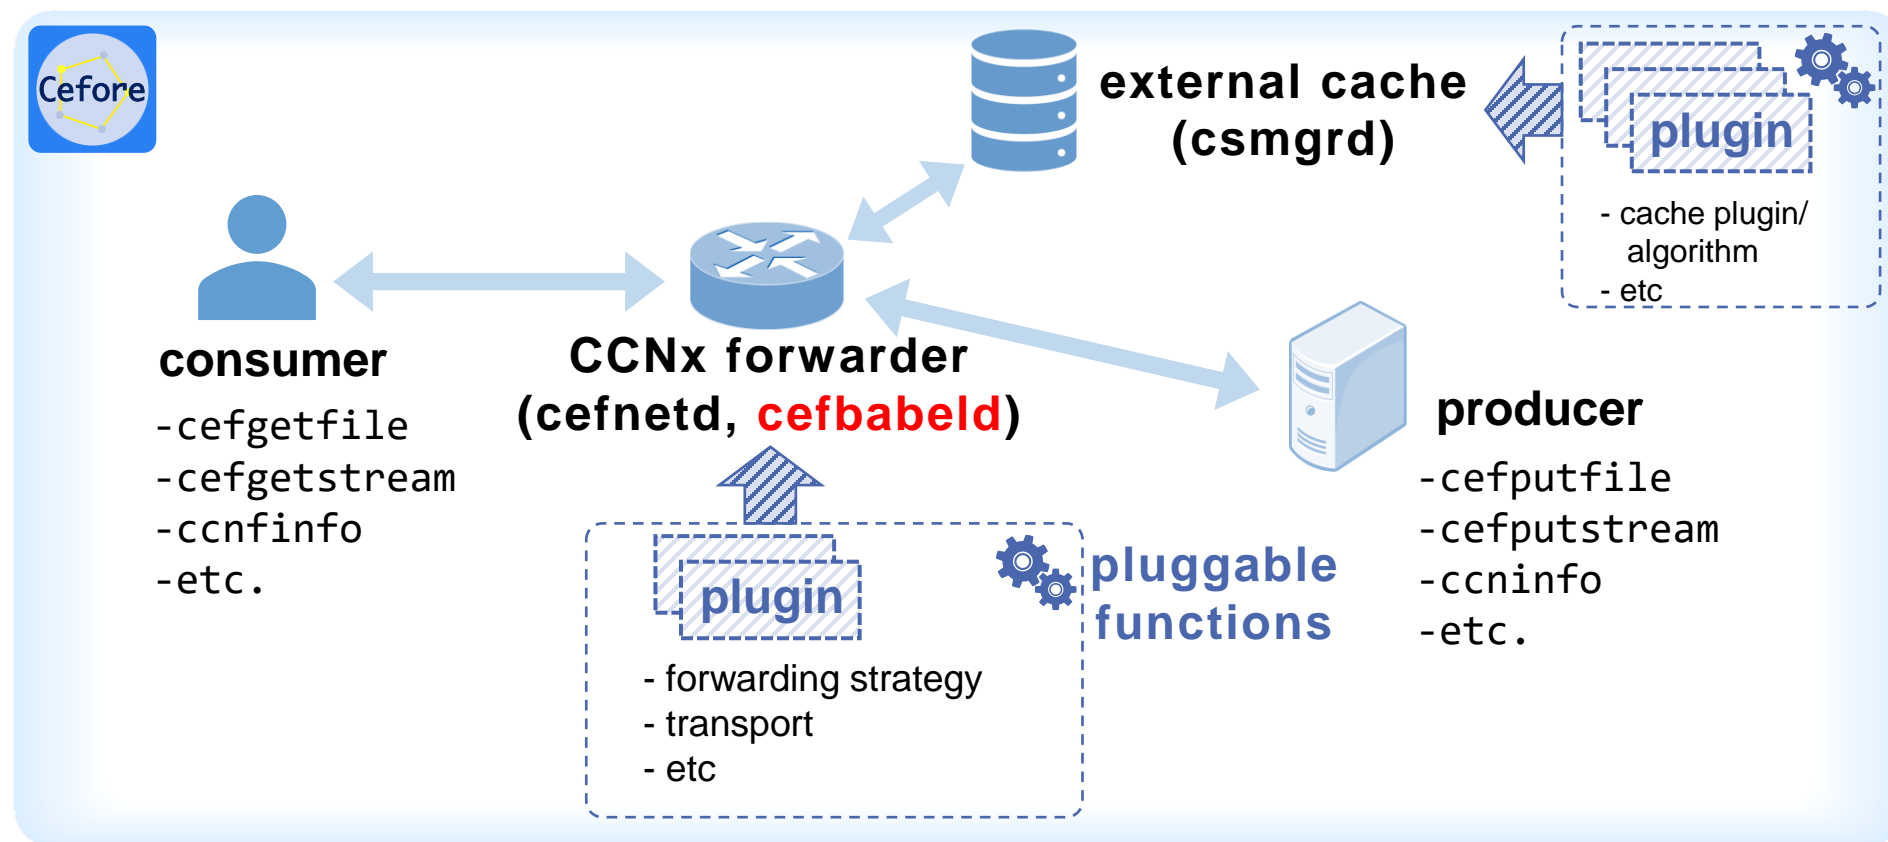 Cefore
external cache
(csmgrd)
plugin
- cache plugin/
algorithm
- etc
consumer
-cefgetfile
-cefgetstream
-ccnfinfo
-etc.
CCNx forwarder
(cefnetd, cefbabeld)
plugin
- forwarding strategy
- transport
- etc
pluggable
functions
producer
-cefputfile
-cefputstream
-ccninfo
-etc.